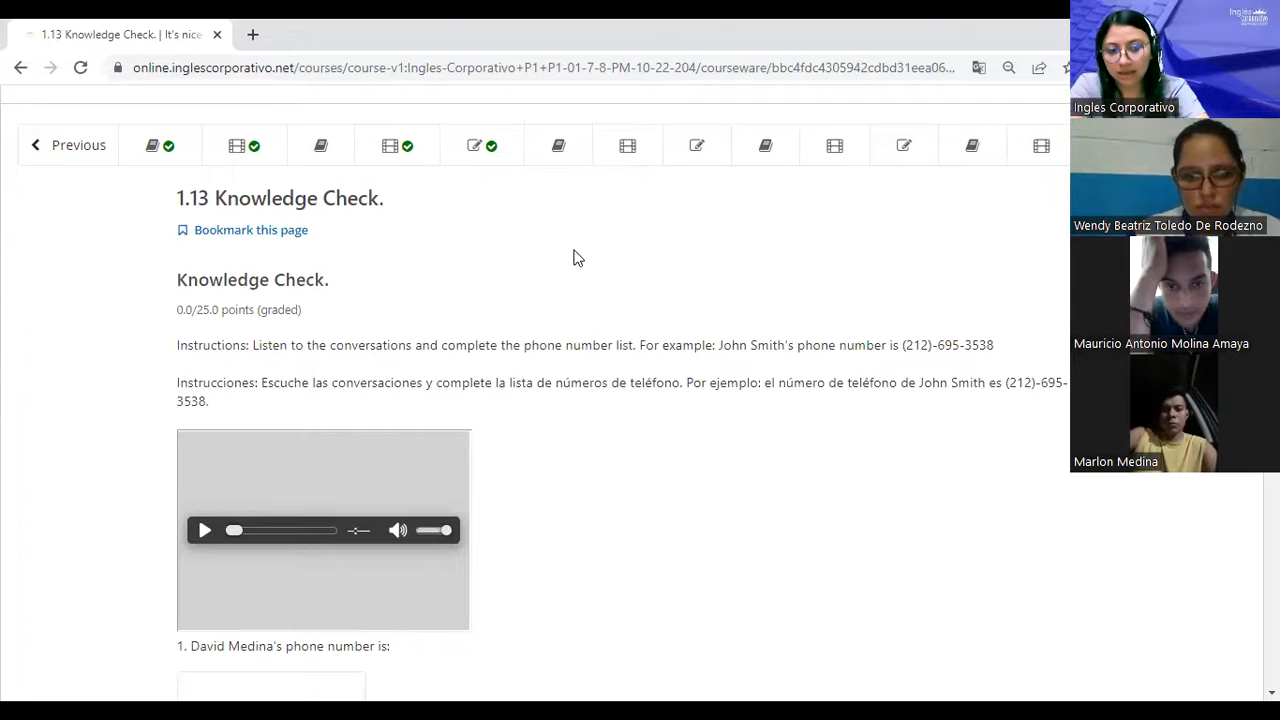 1.13 Knowledge Check. | It's nice
online.inglescorporativo.net/courses/course-v1:Ingles-Corporativo+P1+P1-01-7-8-PM-10-22-204/courseware/bbc4fdc4305942cdbd31eea06...
Previous
1.13 Knowledge Check.
Bookmark this page
Knowledge Check.
0.0/25.0 points (graded)
Instructions: Listen to the conversations and complete the phone number list. For example: John Smith's phone number is (212)-695-3538
Instrucciones: Escuche las conversaciones y complete la lista de números de teléfono. Por ejemplo: el número de teléfono de John Smith es (212)-695-
3538.
1. David Medina's phone number is:
Ingles
corporativo
Ingles Corporativo
Wendy Beatriz Toledo De Rodezno
Mauricio Antonio Molina Amaya
Marlon Medina